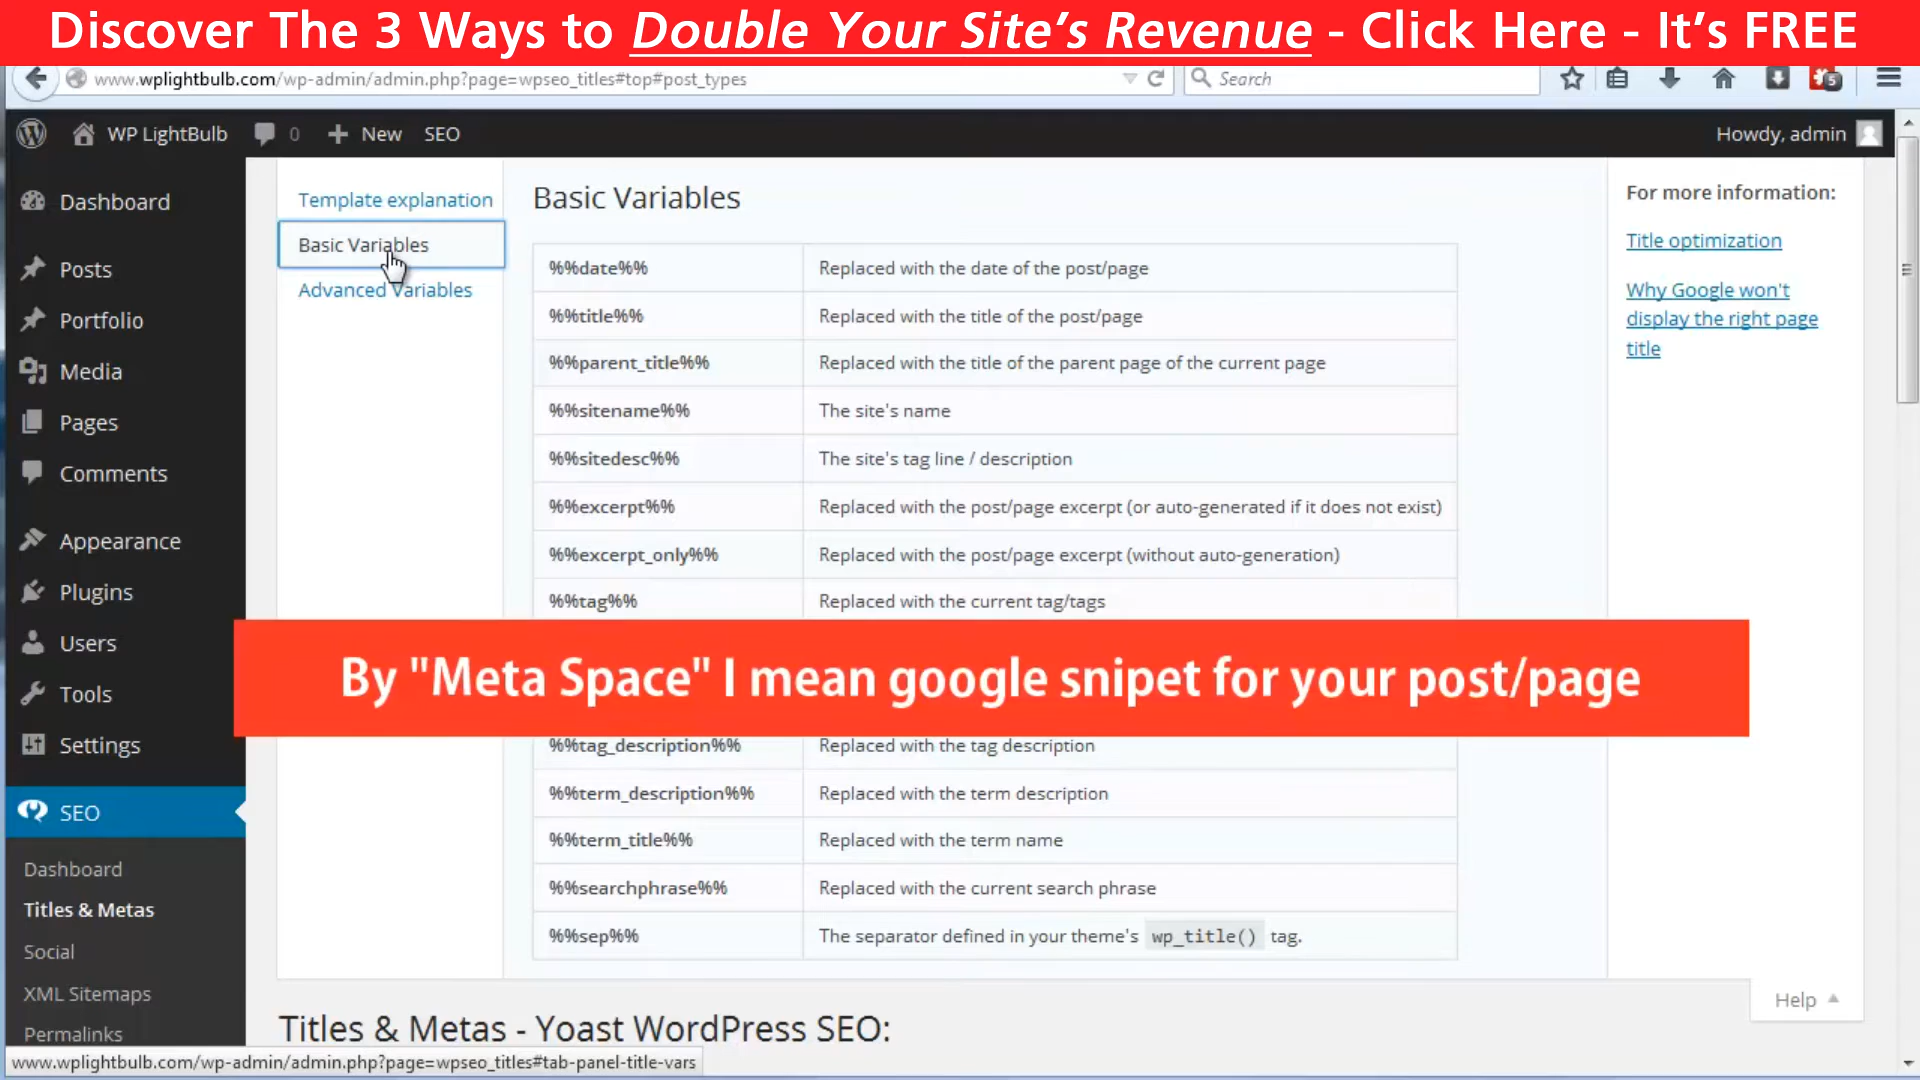 Discover The 3 Ways to Double Your Site's Revenue - Click Here - It's FREE
www.wplightbulb.com/wp-admin/admin.php?page=wpseo_titles#top#post_types
Search
5
WP LightBulb
0
New
SEO
Howdy, admin
Dashboard
Posts
Portfolio
Media
Pages
Comments
Appearance
Plugins
Users
Tools
Settings
SEO
Dashboard
Titles & Metas
Social
XML Sitemaps
Permalinks
Template explanation
Basic Variables
Advanced Variables
Basic Variables
%%date%% Replaced with the date of the post/page
%%title%% Replaced with the title of the post/page
%%parent_title%% Replaced with the title of the parent page of the current page
%%sitename%% The site's name
%%sitedesc%% The site's tag line / description
%%excerpt%% Replaced with the post/page excerpt (or auto-generated if it does not exist)
%%excerpt_only%% Replaced with the post/page excerpt (without auto-generation)
%%tag%% Replaced with the current tag/tags
By "Meta Space" I mean google snipet for your post/page
%%tag_description%% Replaced with the tag description
%%term_description%% Replaced with the term description
%%term_title%% Replaced with the term name
%%searchphrase%% Replaced with the current search phrase
%%sep%% The separator defined in your theme's wp_title() tag.
For more information:
Title optimization
Why Google won't
display the right page
title
Help
Titles & Metas - Yoast WordPress SEO:
www.wplightbulb.com/wp-admin/admin.php?page=wpseo_titles#tab-panel-title-vars